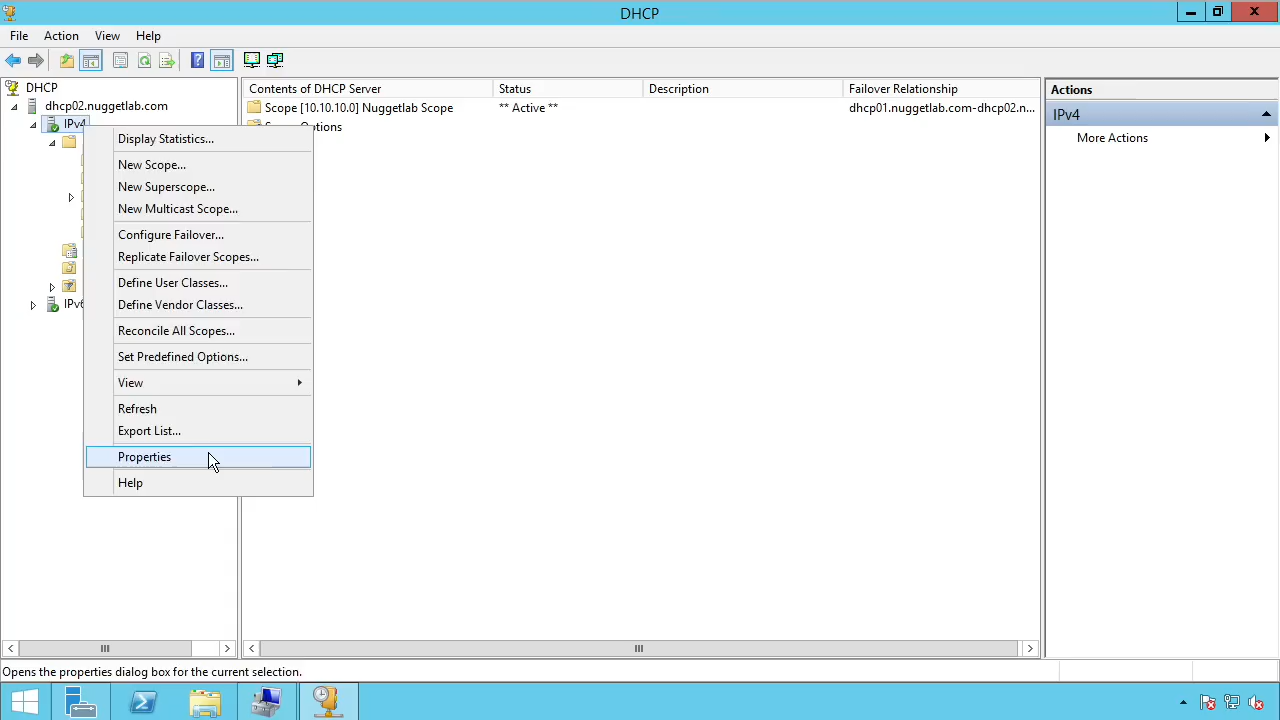 DHCP
File Action View Help
DHCP
dhcp02.nuggetlab.com
IPv4
IPv6
Display Statistics...
New Scope...
New Superscope...
New Multicast Scope...
Configure Failover...
Replicate Failover Scopes...
Define User Classes...
Define Vendor Classes...
Reconcile All Scopes...
Set Predefined Options...
View
Refresh
Export List...
Properties
Help
Contents of DHCP Server Status Description Failover Relationship
Scope [10.10.10.0] Nuggetlab Scope ** Active ** dhcp01.nuggetlab.com-dhcp02.n...
Options
Actions
IPv4
More Actions
Opens the properties dialog box for the current selection.